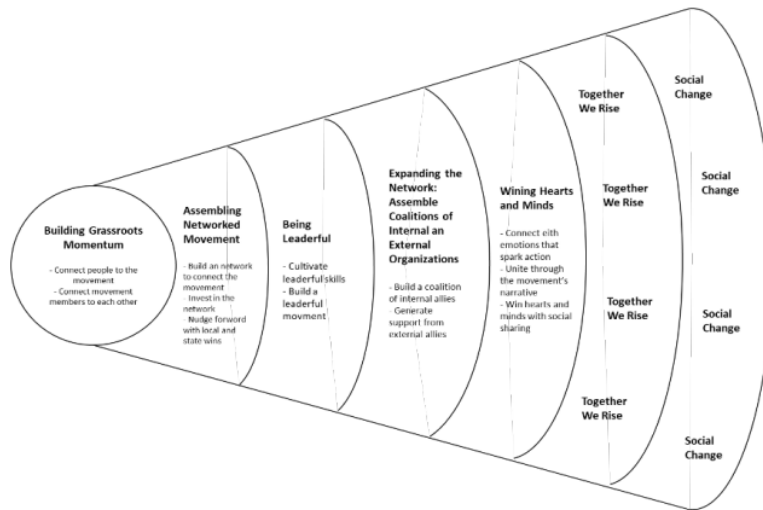 Building Grassroots
Momentum
- Connect people to the
movement
- Connect movement
members to each other
Assembling
Networked
Movement
- Build an network
to connect the
movement
- Invest in the
network
- Nudge forward
with local and
state wins
Being
Leaderful
- Cultivate
leaderful skills
- Build a
leaderful
movment
Expanding the
Network:
Assemble
Coalitions of
Internal an
External
Organizations
- Build a coalition
of internal allies
- Generate
support from
external allies
Wining Hearts
and Minds
- Connect eith
emotions that
spark action
- Unite through
the movement's
narrative
- Win hearts and
minds with social
sharing
Together
We Rise
Together
We Rise
Together
We Rise
Together
We Rise
Social
Change
Social
Change
Social
Change
Social
Change